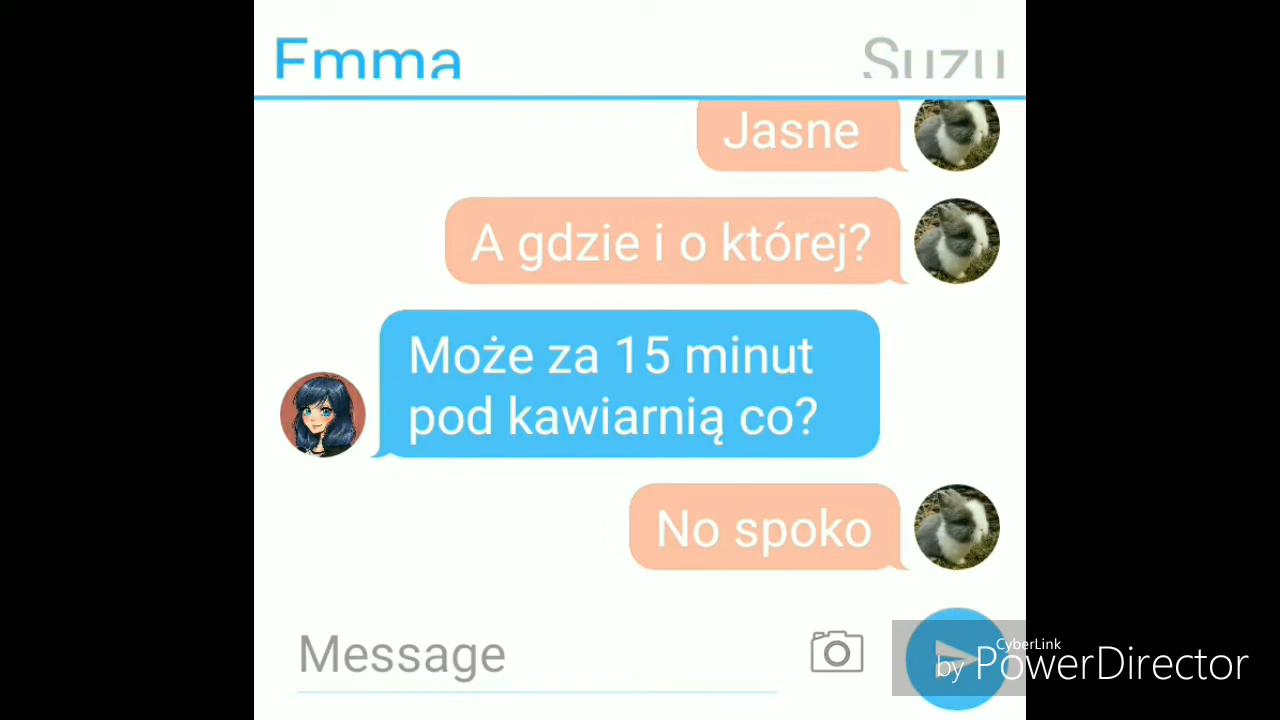 Emma
Suzu
Jasne
A gdzie i o której?
Może za 15 minut
pod kawiarnią co?
No spoko
Message
CyberLink
by PowerDirector